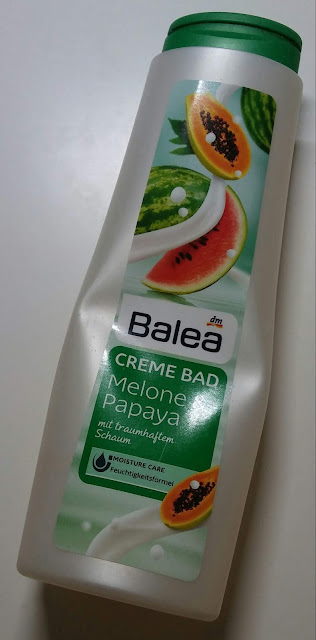 dm
Balea
CREME BAD
Melone
Papaya
mit traumhaftem
Schaum
MOISTURE CARE
Feuchtigkeitsformel